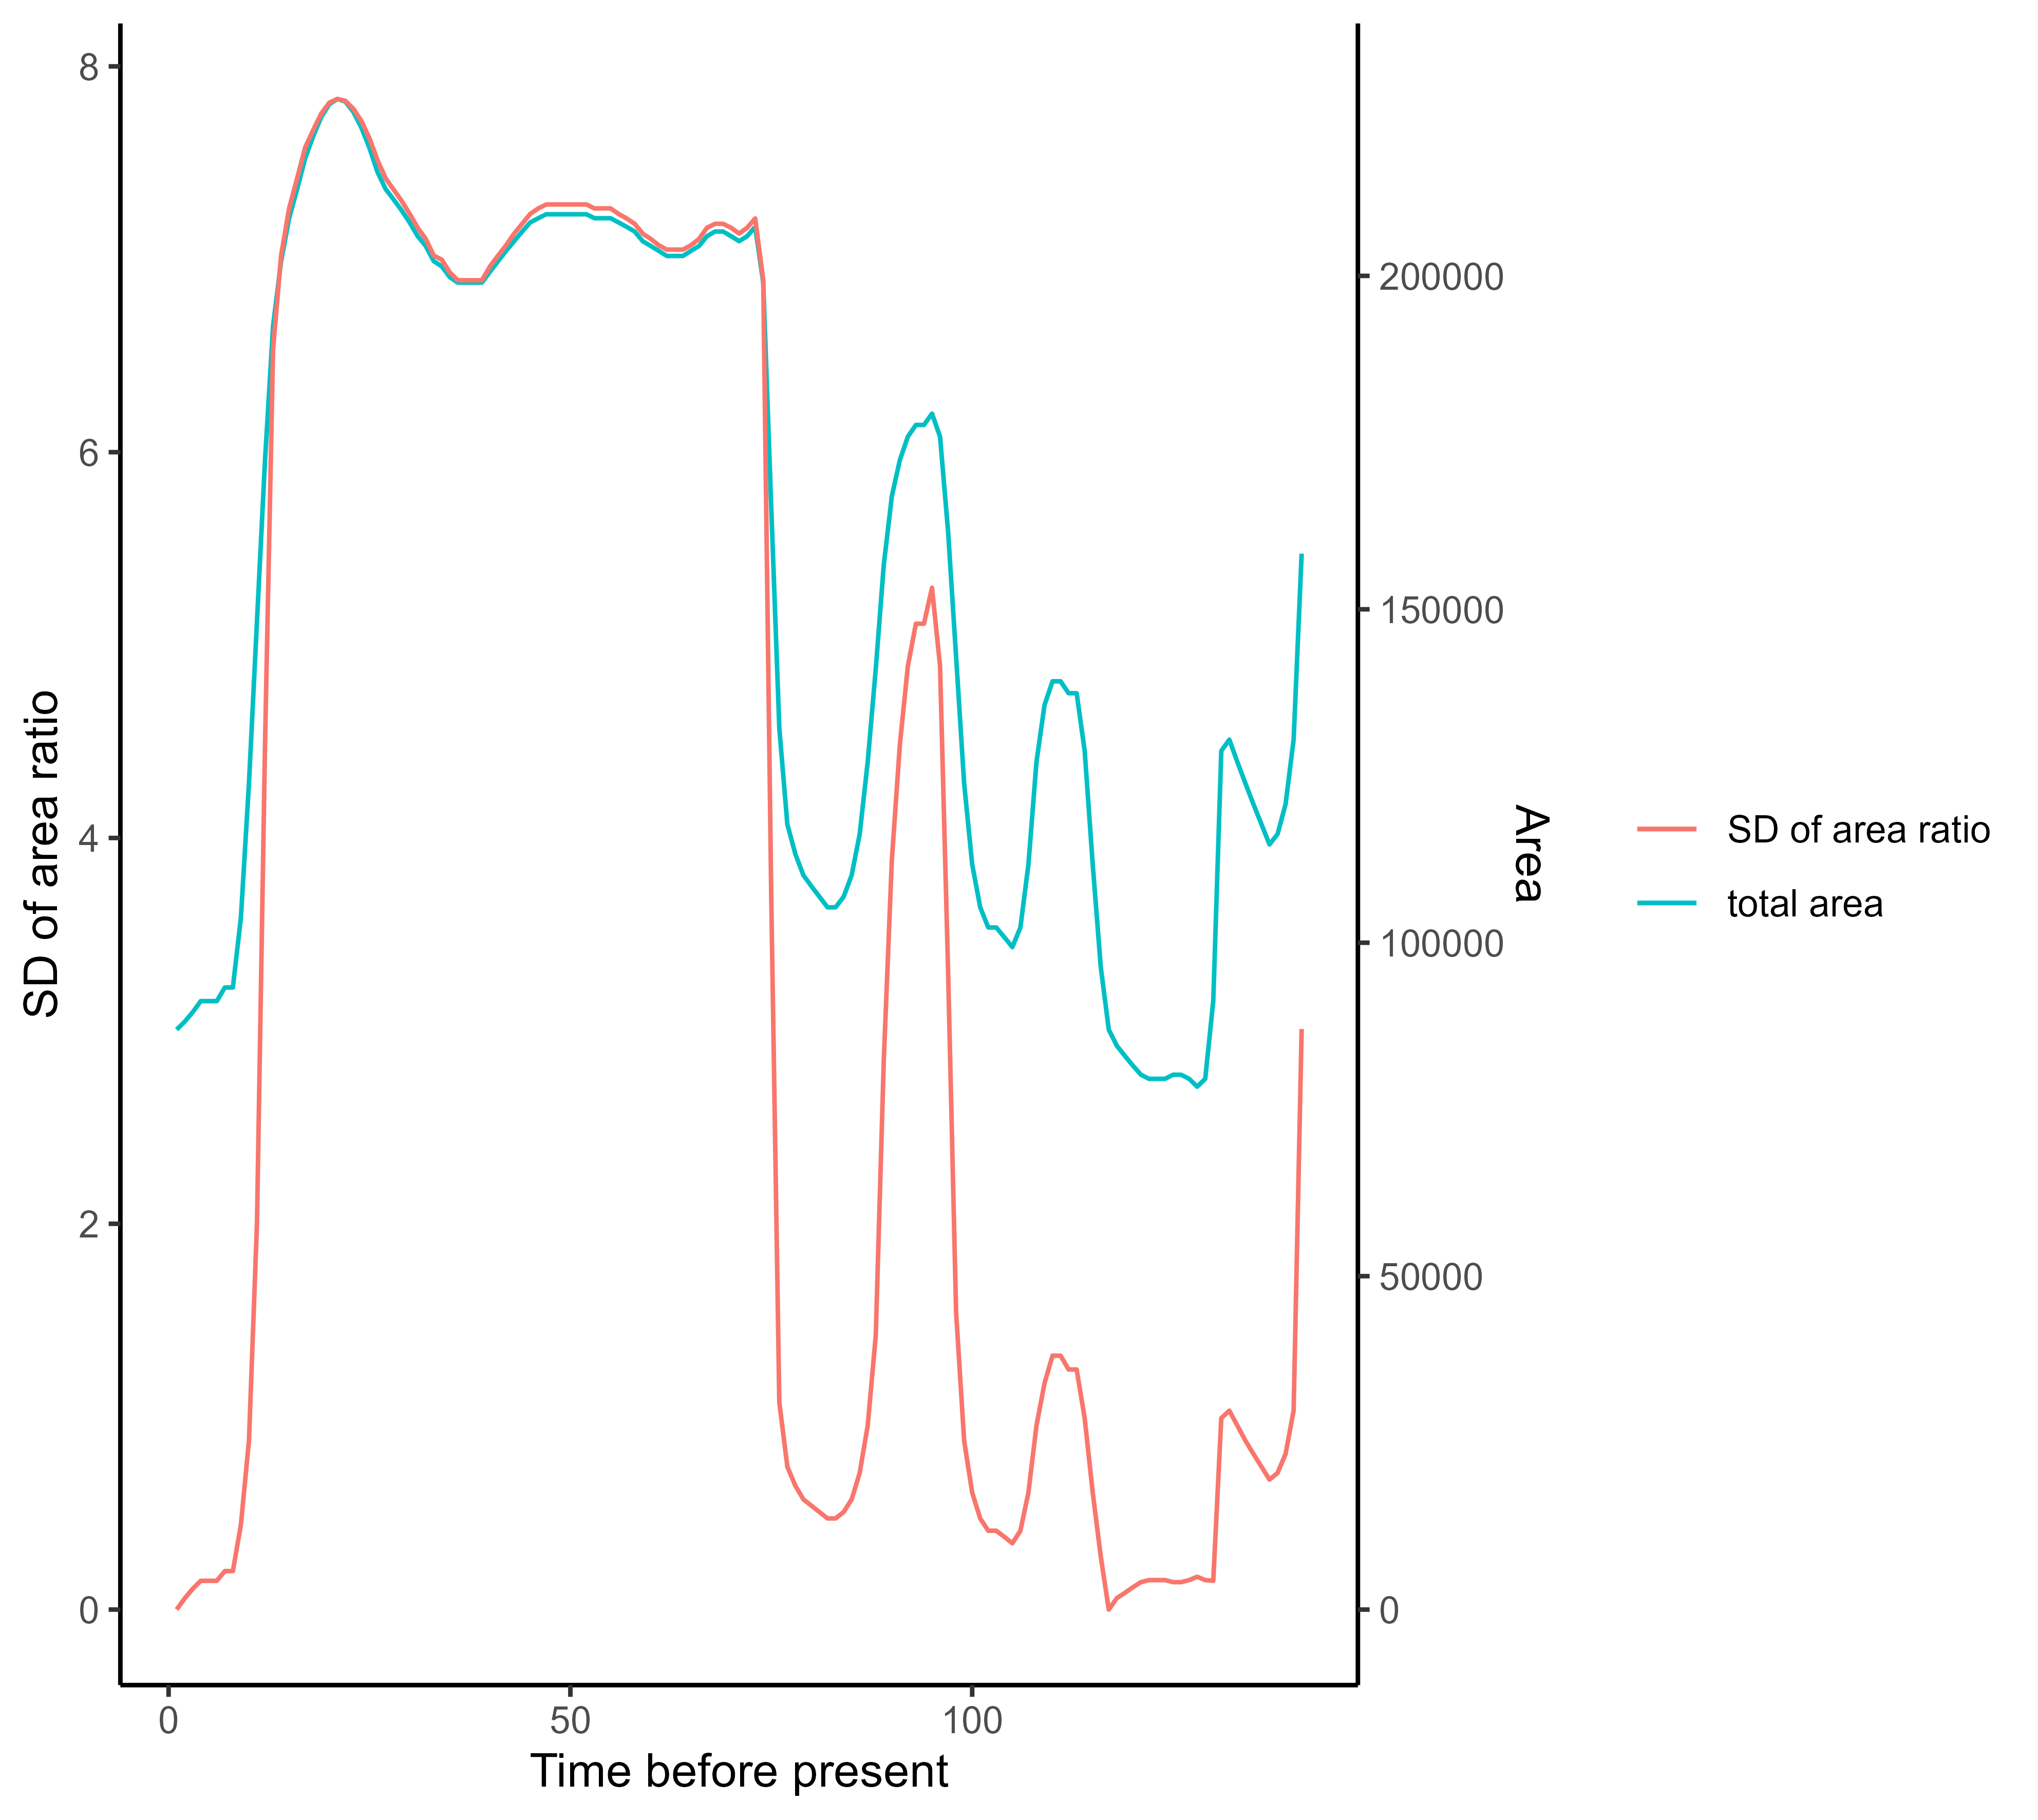 SD of area ratio
8
6
4
2
0
0
50
100
Time before present
200000
150000
100000
50000
0
Area
SD of area ratio
total area